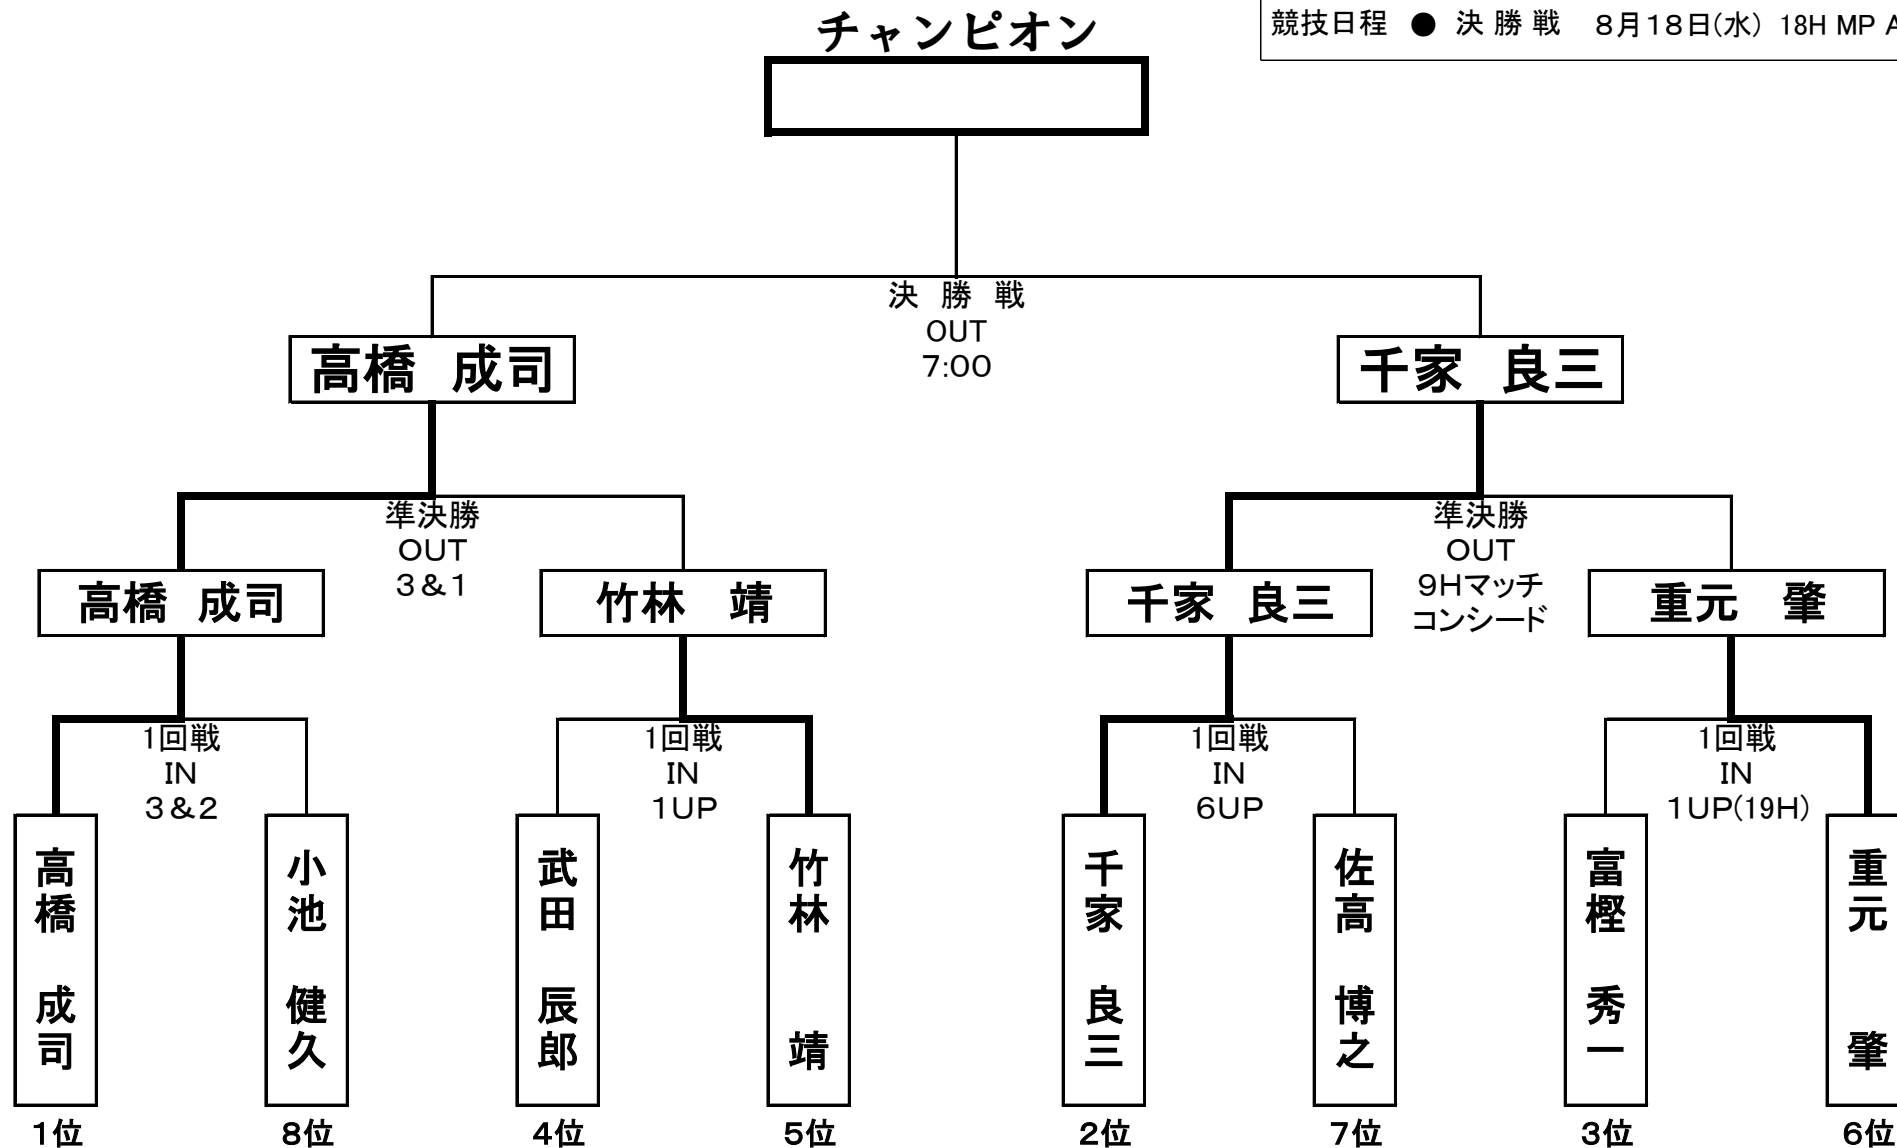 競技日程 ● 決勝戦 8月18日(水) 18H MP A
チャンピオン
決 勝 戦
OUT
7:00
高橋 成司
千家 良三
準決勝
OUT
3&1
準決勝
OUT
9Hマッチ
コンシード
高橋 成司
竹林 靖
千家 良三
重元 肇
1回戦
IN
3&2
1回戦
IN
1UP
1回戦
IN
6UP
1回戦
IN
1UP(19H)
高橋 成司
小池 健久
武田 辰郎
竹林 靖
千家 良三
佐高 博之
富樫 秀一
重元 肇
1位
8位
4位
5位
2位
7位
3位
6位